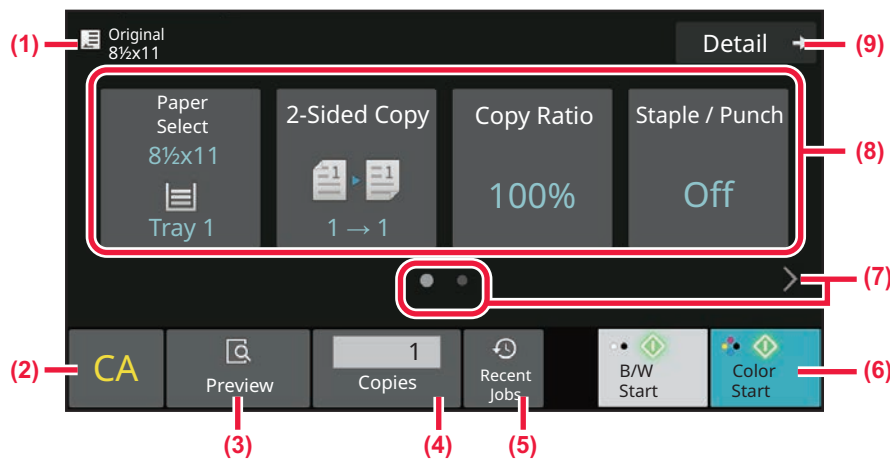 (1)
Original
8½x11
Detail
(9)
Paper
Select
8½x11
Tray 1
2-Sided Copy
1
1
1 → 1
Copy Ratio
100%
Staple / Punch
Off
(8)
(7)
(2)
CA
Preview
1
Copies
Recent
Jobs
B/W
Start
Color
Start
(6)
(3)
(4)
(5)